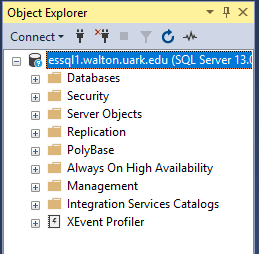 Object Explorer
Connect
essql1.walton.uark.edu (SQL Server 13.0
Databases
Security
Server Objects
Replication
PolyBase
Always On High Availability
Management
Integration Services Catalogs
XEvent Profiler